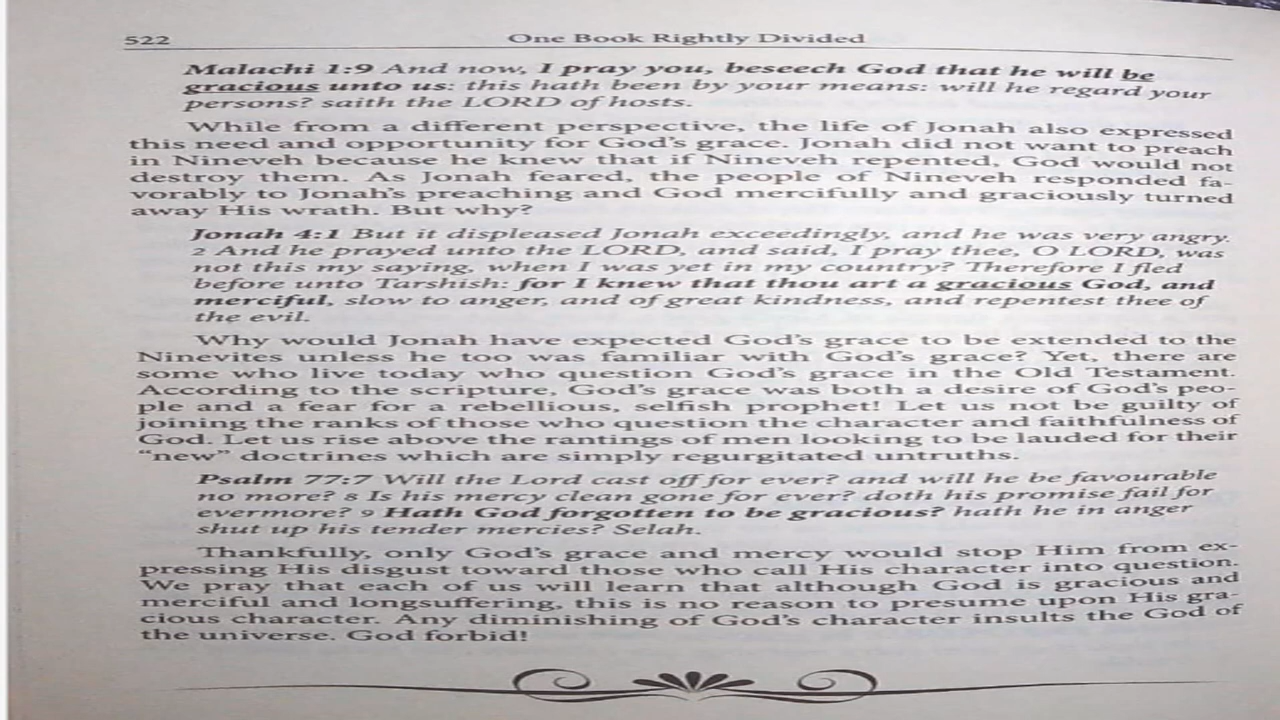 522
One Book Rightly Divided
Malachi 1:9 And now, I pray you, beseech God that he will be
gracious unto us: this hath been by your means: will he regard your
persons? saith the LORD of hosts.
While from a different perspective, the life of Jonah also expressed
this need and opportunity for God's grace. Jonah did not want to preach
in Nineveh because he knew that if Nineveh repented, God would not
destroy them. As Jonah feared, the people of Nineveh responded fa-
vorably to Jonah's preaching and God mercifully and graciously turned
away His wrath. But why?
Jonah 4:1 But it displeased Jonah exceedingly, and he was very angry.
2 And he prayed unto the LORD, and said, I pray thee, O LORD, was
not this my saying, when I was yet in my country? Therefore I fled
before unto Tarshish: for I knew that thou art a gracious God, and
merciful, slow to anger, and of great kindness, and repentest thee of
the evil.
Why would Jonah have expected God's grace to be extended to the
Ninevites unless he too was familiar with God's grace? Yet, there are
some who live today who question God's grace in the Old Testament.
According to the scripture, God's grace was both a desire of God's peo-
ple and a fear for a rebellious, selfish prophet! Let us not be guilty of
joining the ranks of those who question the character and faithfulness of
God. Let us rise above the rantings of men looking to be lauded for their
"new" doctrines which are simply regurgitated untruths.
Psalm 77:7 Will the Lord cast off for ever? and will he be favourable
no more? 8 Is his mercy clean gone for ever? doth his promise fail for
evermore? 9 Hath God forgotten to be gracious? hath he in anger
shut up his tender mercies? Selah.
Thankfully, only God's grace and mercy would stop Him from ex-
pressing His disgust toward those who call His character into question.
We pray that each of us will learn that although God is gracious and
merciful and longsuffering, this is no reason to presume upon His gra-
cious character. Any diminishing of God's character insults the God of
the universe. God forbid!